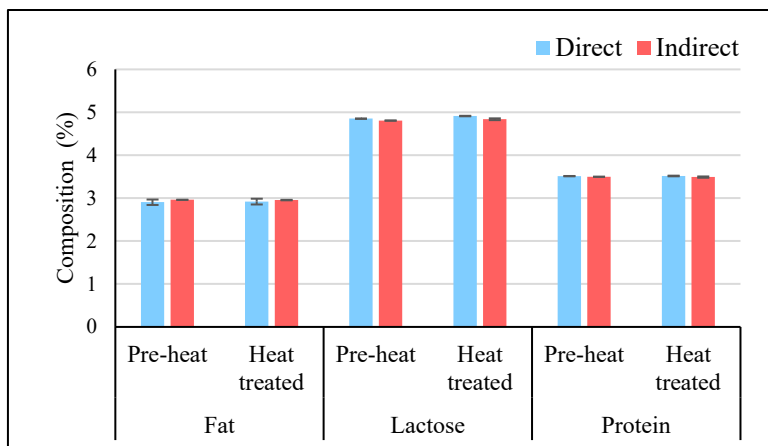 Direct Indirect
Composition (%)
6
5
4
3
2
1
0
Pre-heat Heat treated Pre-heat Heat treated Pre-heat Heat treated
Fat Lactose Protein